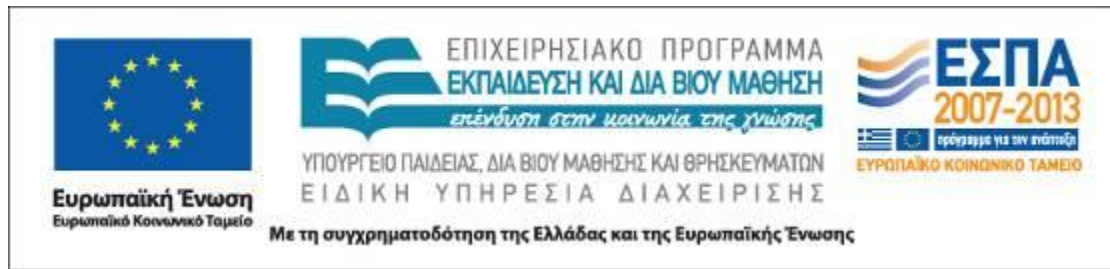 Ευρωπαϊκή Ένωση
Ευρωπαϊκό Κοινωνικό Ταμείο
ΕΠΙΧΕΙΡΗΣΙΑΚΟ ΠΡΟΓΡΑΜΜΑ
ΕΚΠΑΙΔΕΥΣΗ ΚΑΙ ΔΙΑ ΒΙΟΥ ΜΑΘΗΣΗ
επένδυση στην κοινωνία της γνώσης
ΥΠΟΥΡΓΕΙΟ ΠΑΙΔΕΙΑΣ, ΔΙΑ ΒΙΟΥ ΜΑΘΗΣΗΣ ΚΑΙ ΘΡΗΣΚΕΥΜΑΤΩΝ
ΕΙΔΙΚΗ ΥΠΗΡΕΣΙΑ ΔΙΑΧΕΙΡΙΣΗΣ
Με τη συγχρηματοδότηση της Ελλάδας και της Ευρωπαϊκής Ένωσης
ΕΣΠΑ
2007-2013
πρόγραμμα για την ανάπτυξη
ΕΥΡΩΠΑΪΚΟ ΚΟΙΝΩΝΙΚΟ ΤΑΜΕΙΟ